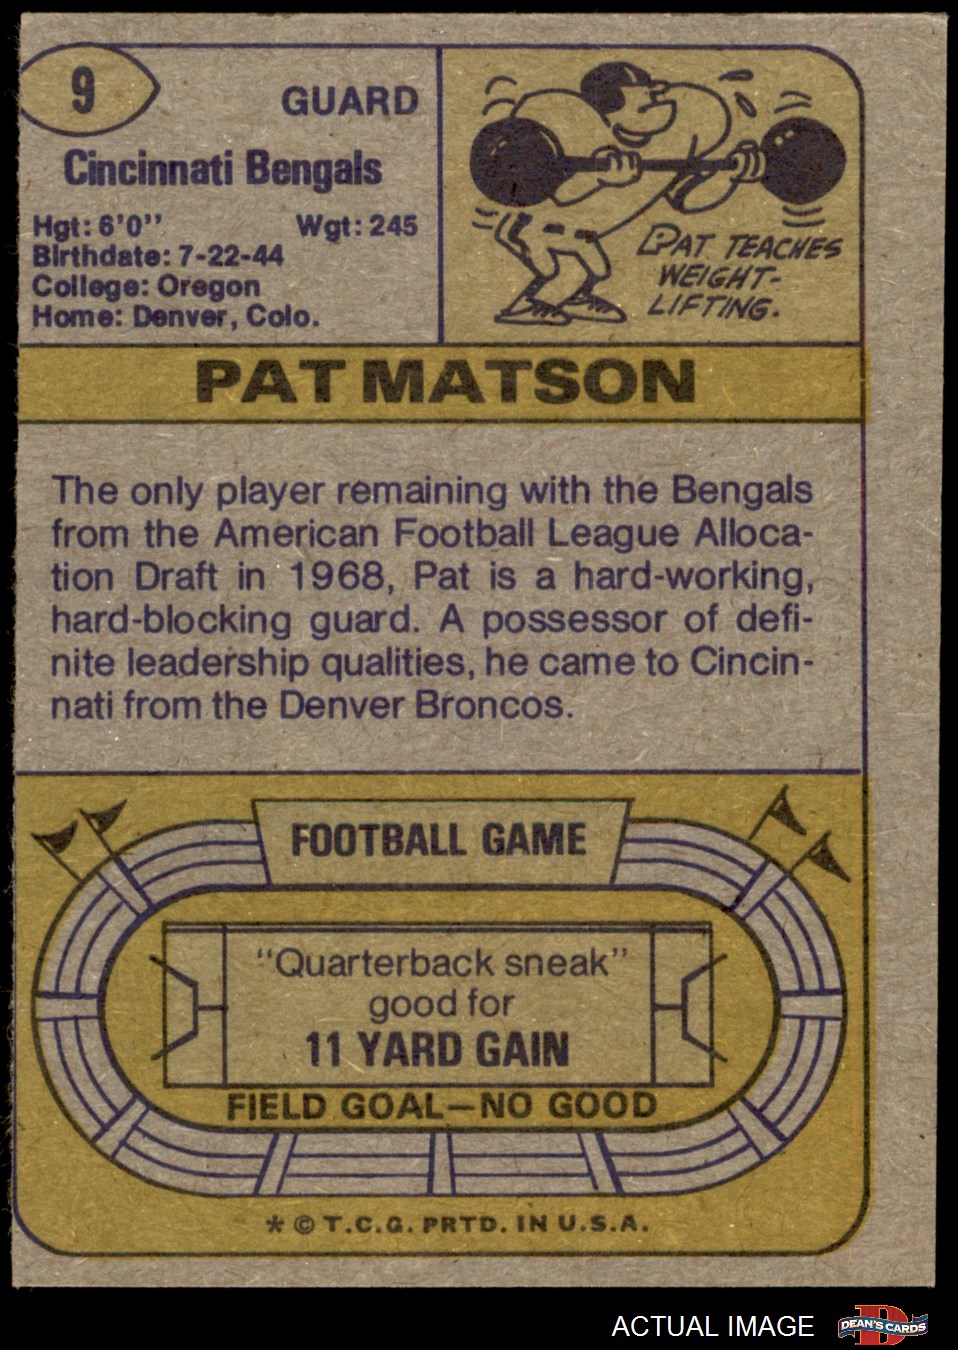 9
GUARD
Cincinnati Bengals
Hgt: 6'0"
Wgt: 245
Birthdate: 7-22-44
College: Oregon
Home: Denver, Colo.
PAT TEACHES
WEIGHT-
LIFTING.
PAT MATSON
The only player remaining with the Bengals
from the American Football League Alloca-
tion Draft in 1968, Pat is a hard-working,
hard-blocking guard. A possessor of defi-
nite leadership qualities, he came to Cincin-
nati from the Denver Broncos.
FOOTBALL GAME
"Quarterback sneak"
good for
11 YARD GAIN
FIELD GOAL—NO GOOD
* © T.C.G. PRTD. IN U.S.A.
ACTUAL IMAGE
D
DEAN'S CARDS